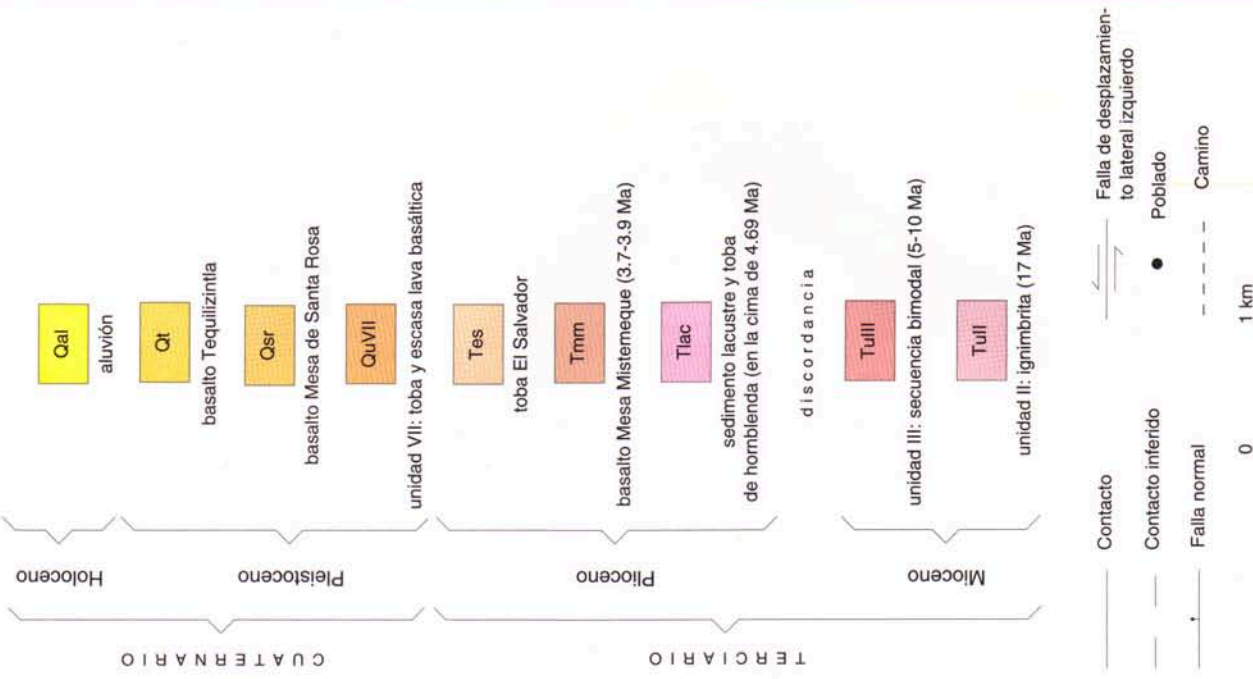 CUATERNARIO
Holoceno
Qal
aluvión
Pleistoceno
Qt
basalto Tequilizintla
Qsr
basalto Mesa de Santa Rosa
QuVII
unidad VII: toba y escasa lava basáltica
TERCIARIO
Plioceno
Tes
toba El Salvador
Tmm
basalto Mesa Mistemeque (3.7-3.9 Ma)
Tlac
sedimento lacustre y toba
de hornblenda (en la cima de 4.69 Ma)
discordancia
Mioceno
TuIII
unidad III: secuencia bimodal (5-10 Ma)
TuII
unidad II: ignimbrita (17 Ma)
Contacto
Contacto inferido
Falla normal
Falla de desplazamien-
to lateral izquierdo
Poblado
Camino
0 1 km